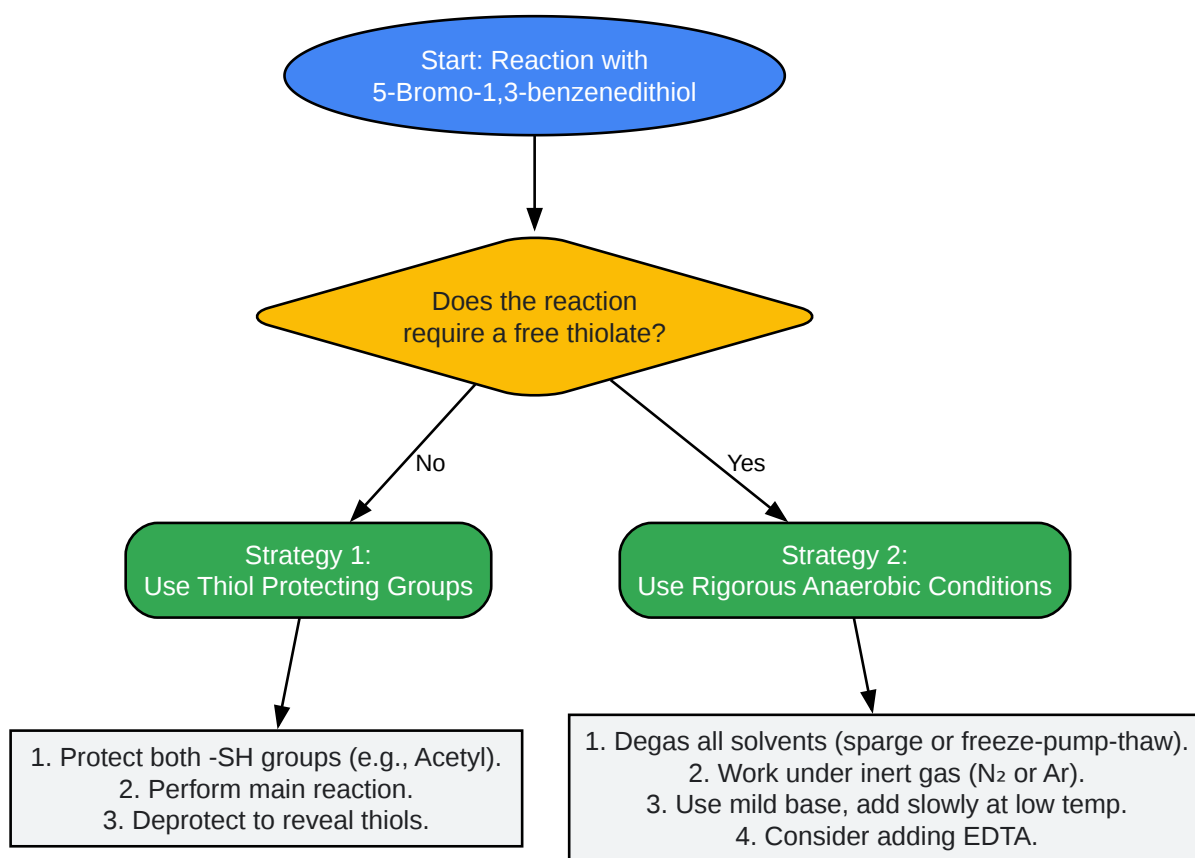 Start: Reaction with
5-Bromo-1,3-benzenedithiol
Does the reaction
require a free thiolate?
No
Yes
Strategy 1:
Use Thiol Protecting Groups
Strategy 2:
Use Rigorous Anaerobic Conditions
1. Protect both -SH groups (e.g., Acetyl).
2. Perform main reaction.
3. Deprotect to reveal thiols.
1. Degas all solvents (sparge or freeze-pump-thaw).
2. Work under inert gas (N₂ or Ar).
3. Use mild base, add slowly at low temp.
4. Consider adding EDTA.